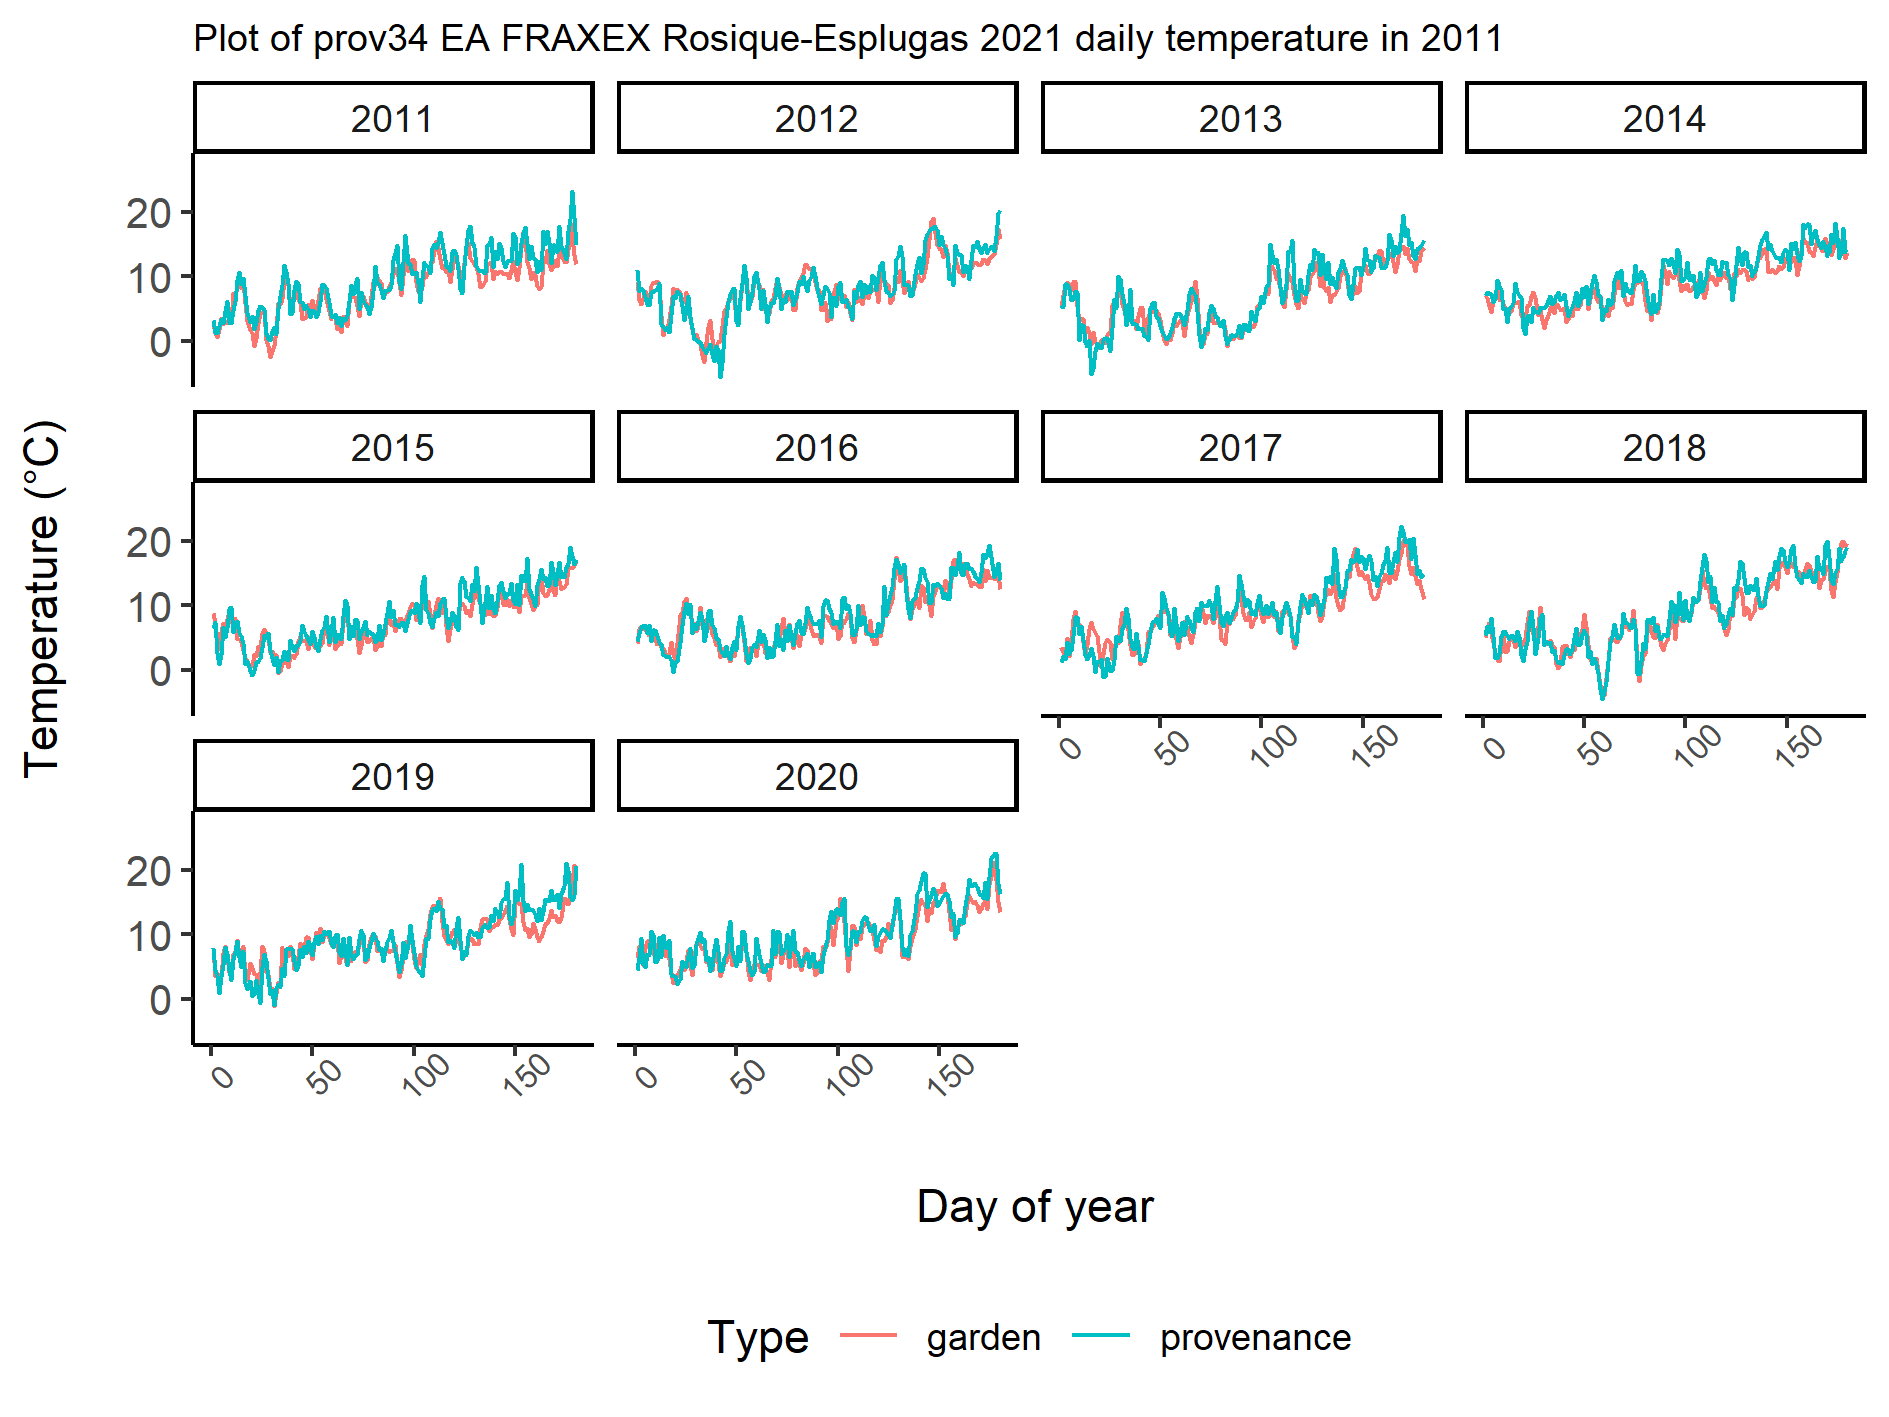 Plot of prov34 EA FRAXEX Rosique-Esplugas 2021 daily temperature in 2011
2011 2012 2013 2014
20
10
0
2015 2016 2017 2018
20
10
0
0 50 100 150 0 50 100 150
2019 2020
20
10
0
0 50 100 150 0 50 100 150
Temperature (°C)
Day of year
Type garden provenance